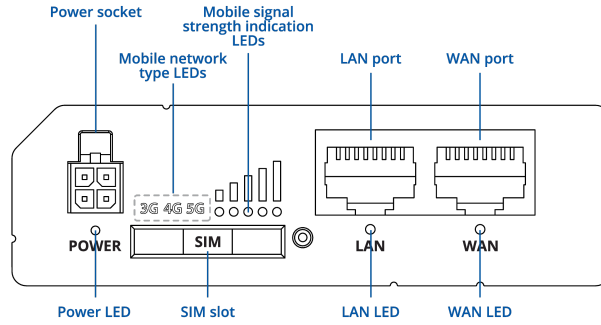 Power socket
Mobile signal
strength indication
LEDs
Mobile network
type LEDs
LAN port
WAN port
3G 4G 5G
POWER
SIM
LAN
WAN
Power LED
SIM slot
LAN LED
WAN LED